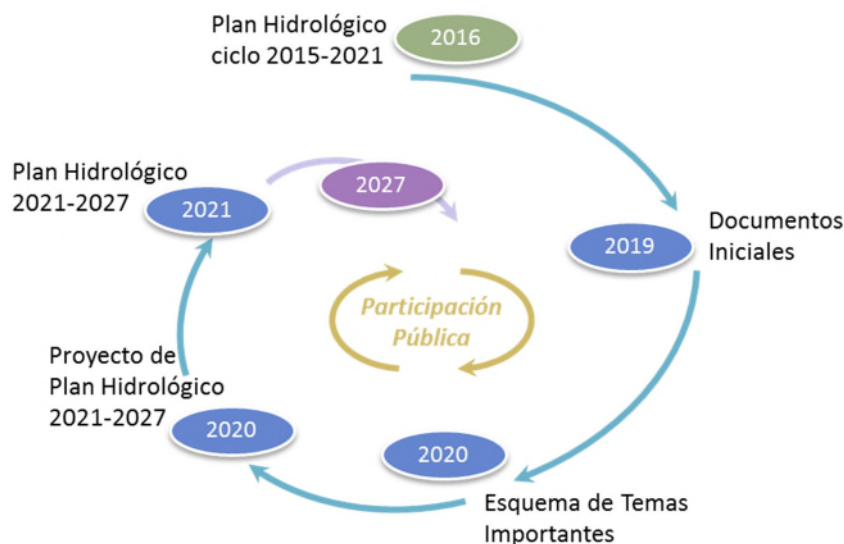 Plan Hidrológico
ciclo 2015-2021
2016
Documentos
Iniciales
2019
Esquema de Temas
Importantes
2020
Proyecto de
Plan Hidrológico
2021-2027
2020
Plan Hidrológico
2021-2027
2021
2027
Participación
Pública